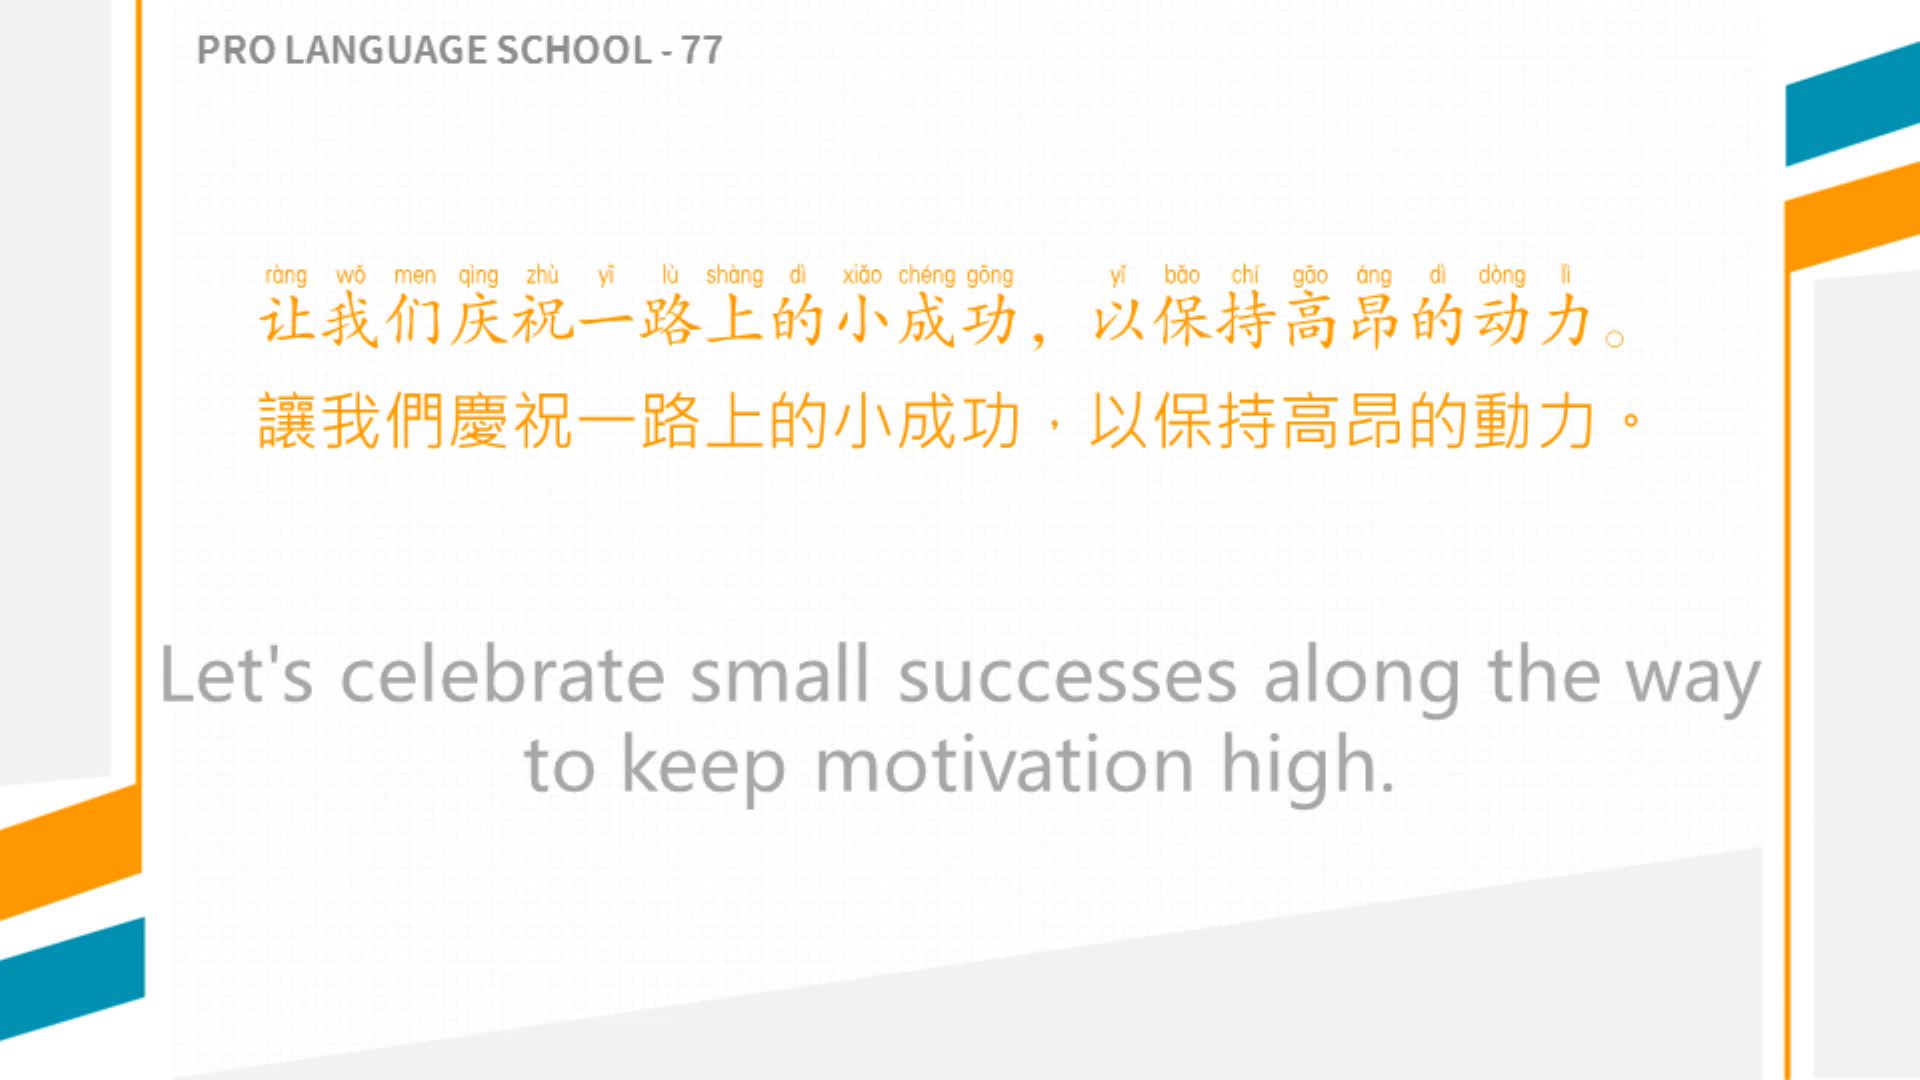 PRO LANGUAGE SCHOOL - 77
ràng wǒ men qìng zhù yī lù shàng dì xiǎo chéng gōng yǐ bǎo chí gāo áng dì dòng lì
让我们庆祝一路上的小成功，以保持高昂的动力。
讓我們慶祝一路上的小成功，以保持高昂的動力。
Let's celebrate small successes along the way
to keep motivation high.